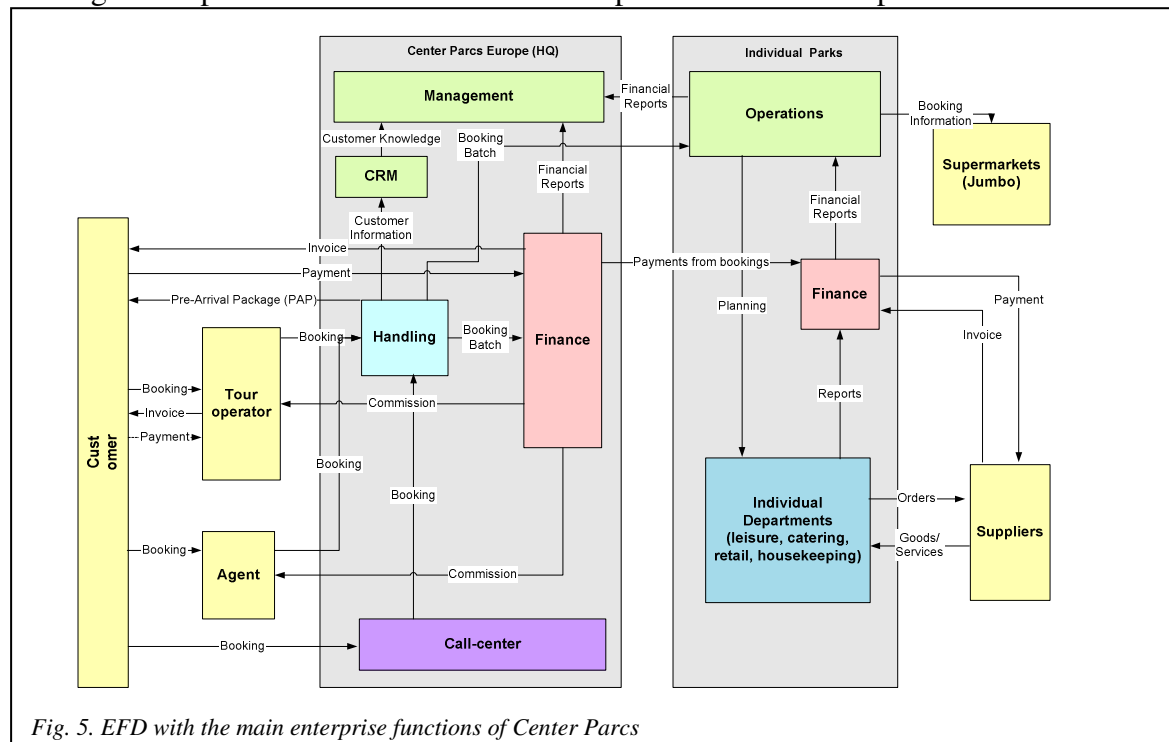 Center Parcs Europe (HQ)
Individual Parks
Management
Financial
Reports
Operations
Booking
Information
Customer Knowledge
Booking
Batch
CRM
Financial
Reports
Supermarkets
(Jumbo)
Customer
Information
Financial
Reports
Invoice
Payment
Payments from bookings
Pre-Arrival Package (PAP)
Finance
Payment
Planning
Booking
Handling
Booking
Batch
Finance
Invoice
Booking
Invoice
Payment
Tour
operator
Commission
Reports
Cust
omer
Booking
Booking
Individual
Departments
(leisure, catering,
retail, housekeeping)
Orders
Goods/
Services
Suppliers
Booking
Agent
Commission
Booking
Call-center
Fig. 5. EFD with the main enterprise functions of Center Parcs